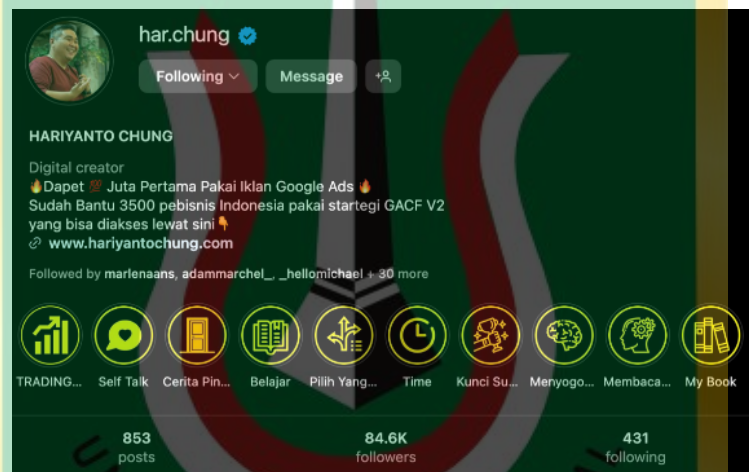 har.chung
Following
Message
HARIYANTO CHUNG
Digital creator
🔥Dapet 💯 Juta Pertama Pakai Iklan Google Ads 🔥
Sudah Bantu 3500 pebisnis Indonesia pakai startegi GACF V2
yang bisa diakses lewat sini👇
www.hariyantochung.com
Followed by marlenaans, adammarchel_, _hellomichael + 30 more
TRADING... Self Talk Cerita Pin... Belajar Pilih Yang... Time Kunci Su... Menyogo... Membaca... My Book
853 84.6K 431
posts followers following